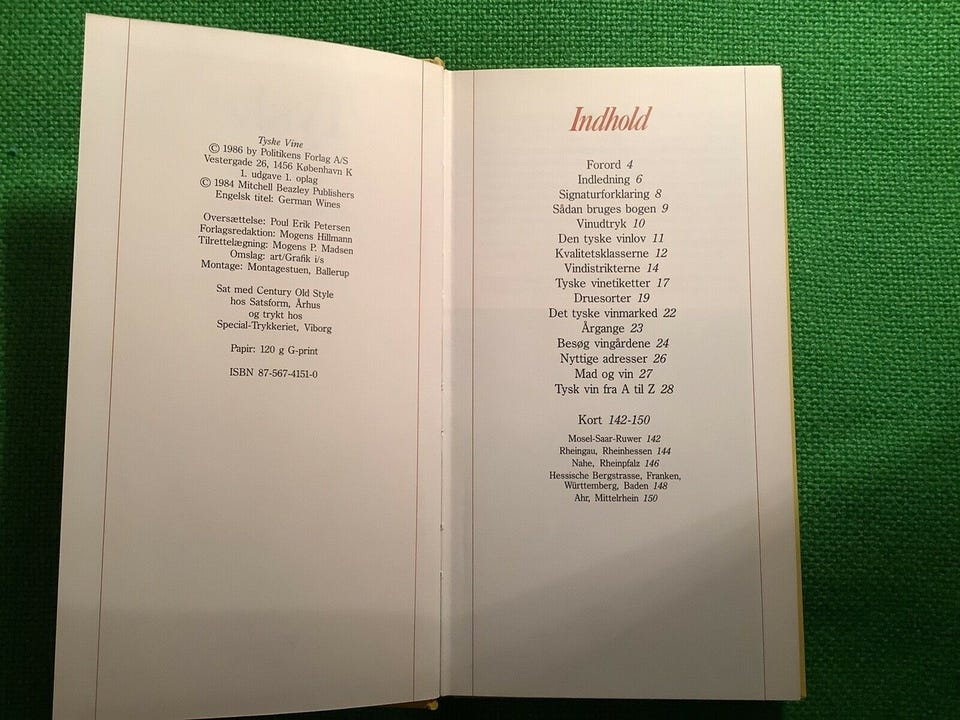 Tyske Vine
© 1986 by Politikens Forlag A/S
Vestergade 26, 1456 København K
1. udgave 1. oplag
© 1984 Mitchell Beazley Publishers
Engelsk titel: German Wines
Oversættelse: Poul Erik Petersen
Forlagsredaktion: Mogens Hillmann
Tilrettelægning: Mogens P. Madsen
Omslag: art/Grafik i/s
Montage: Montagestuen, Ballerup
Sat med Century Old Style
hos Satsform, Århus
og trykt hos
Special-Trykkeriet, Viborg
Papir: 120 g G-print
ISBN 87-567-4151-0
Indhold
Forord 4
Indledning 6
Signaturforklaring 8
Sådan bruges bogen 9
Vinudtryk 10
Den tyske vinlov 11
Kvalitetsklasserne 12
Vindistrikterne 14
Tyske vinetiketter 17
Druesorter 19
Det tyske vinmarked 22
Årgange 23
Besøg vingårdene 24
Nyttige adresser 26
Mad og vin 27
Tysk vin fra A til Z 28
Kort 142-150
Mosel-Saar-Ruwer 142
Rheingau, Rheinhessen 144
Nahe, Rheinpfalz 146
Hessische Bergstrasse, Franken,
Württemberg, Baden 148
Ahr, Mittelrhein 150